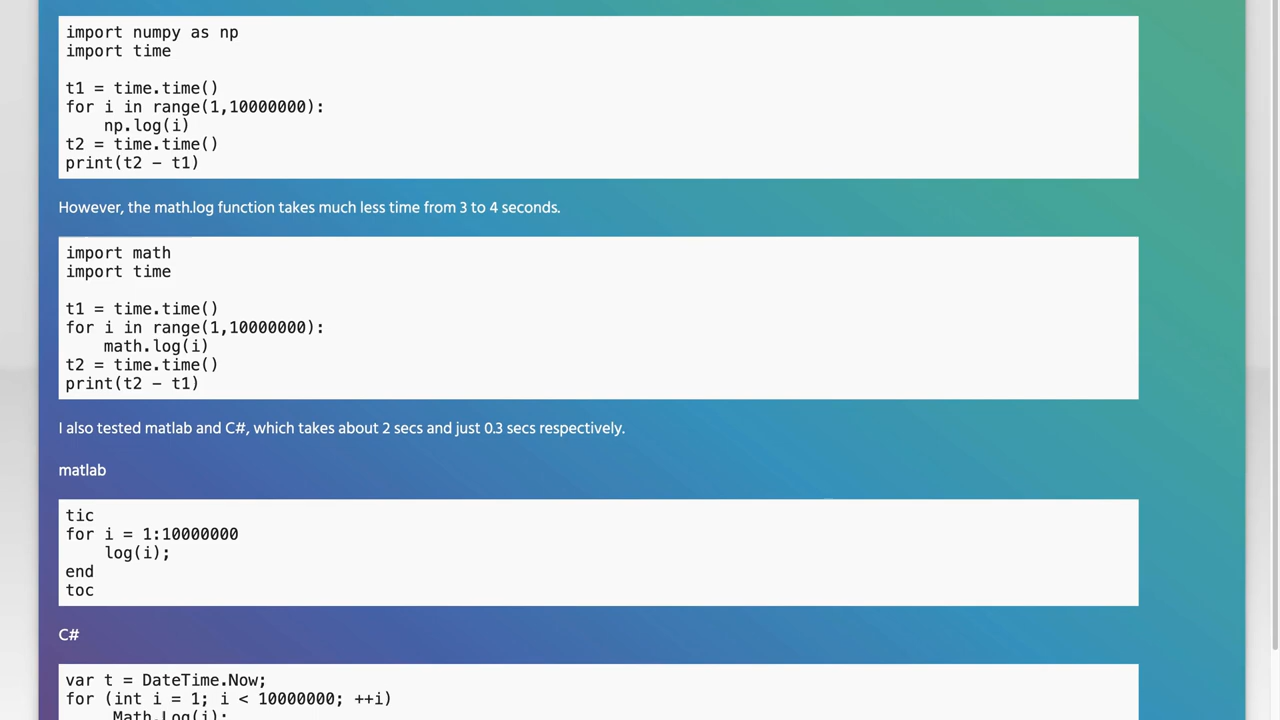 import numpy as np
import time
t1 = time.time()
for i in range(1,10000000):
    np.log(i)
t2 = time.time()
print(t2 – t1)
However, the math.log function takes much less time from 3 to 4 seconds.
import math
import time
t1 = time.time()
for i in range(1,10000000):
    math.log(i)
t2 = time.time()
print(t2 – t1)
I also tested matlab and C#, which takes about 2 secs and just 0.3 secs respectively.
matlab
tic
for i = 1:10000000
    log(i);
end
toc
C#
var t = DateTime.Now;
for (int i = 1; i < 10000000; ++i)
     Math.Log(i);